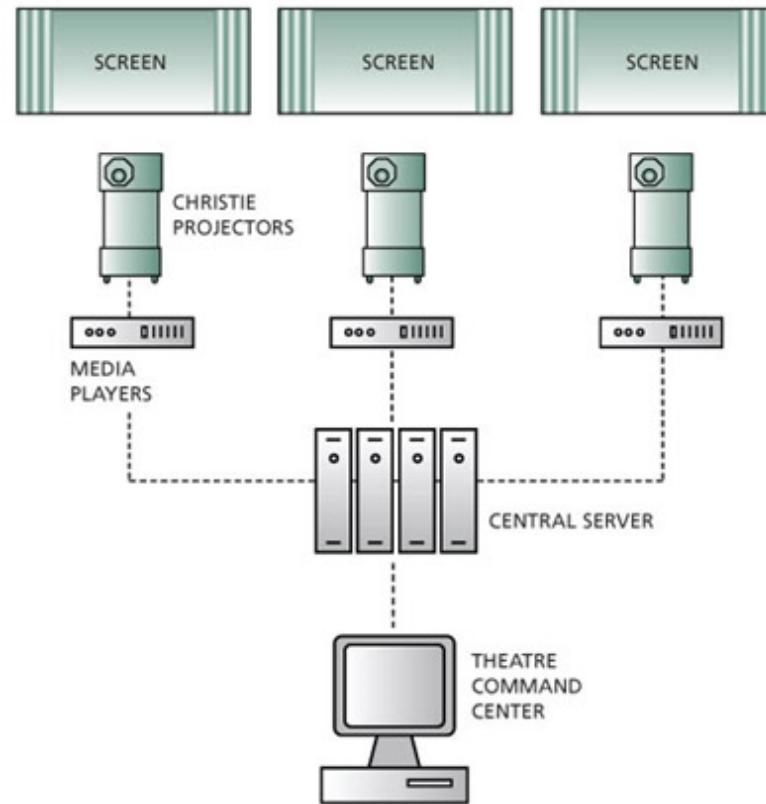 SCREEN
SCREEN
SCREEN
CHRISTIE
PROJECTORS
MEDIA
PLAYERS
CENTRAL SERVER
THEATRE
COMMAND
CENTER